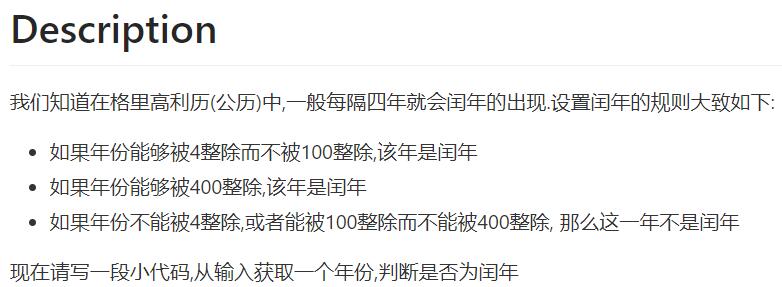 Description
我们知道在格里高利历(公历)中,一般每隔四年就会闰年的出现.设置闰年的规则大致如下:
如果年份能够被4整除而不被100整除,该年是闰年
如果年份能够被400整除,该年是闰年
如果年份不能被4整除,或者能被100整除而不能被400整除, 那么这一年不是闰年
现在请写一段小代码,从输入获取一个年份,判断是否为闰年